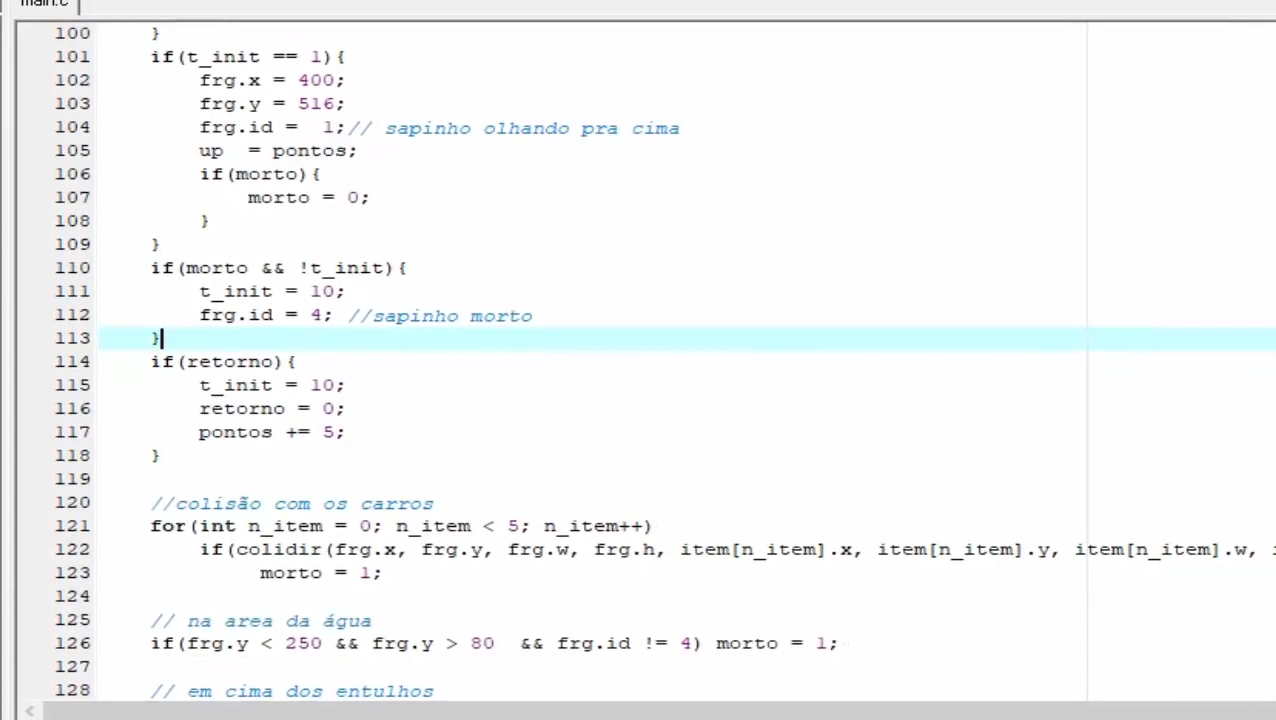 main.c
100 }
101 if(t_init == 1){
102 frg.x = 400;
103 frg.y = 516;
104 frg.id =  1;// sapinho olhando pra cima
105 up  = pontos;
106 if(morto){
107 morto = 0;
108 }
109 }
110 if(morto && !t_init){
111 t_init = 10;
112 frg.id = 4; //sapinho morto
113 }
114 if(retorno){
115 t_init = 10;
116 retorno = 0;
117 pontos += 5;
118 }
119
120 //colisão com os carros
121 for(int n_item = 0; n_item < 5; n_item++)
122 if(colidir(frg.x, frg.y, frg.w, frg.h, item[n_item].x, item[n_item].y, item[n_item].w,
123 morto = 1;
124
125 // na area da água
126 if(frg.y < 250 && frg.y > 80  && frg.id != 4) morto = 1;
127
128 // em cima dos entulhos